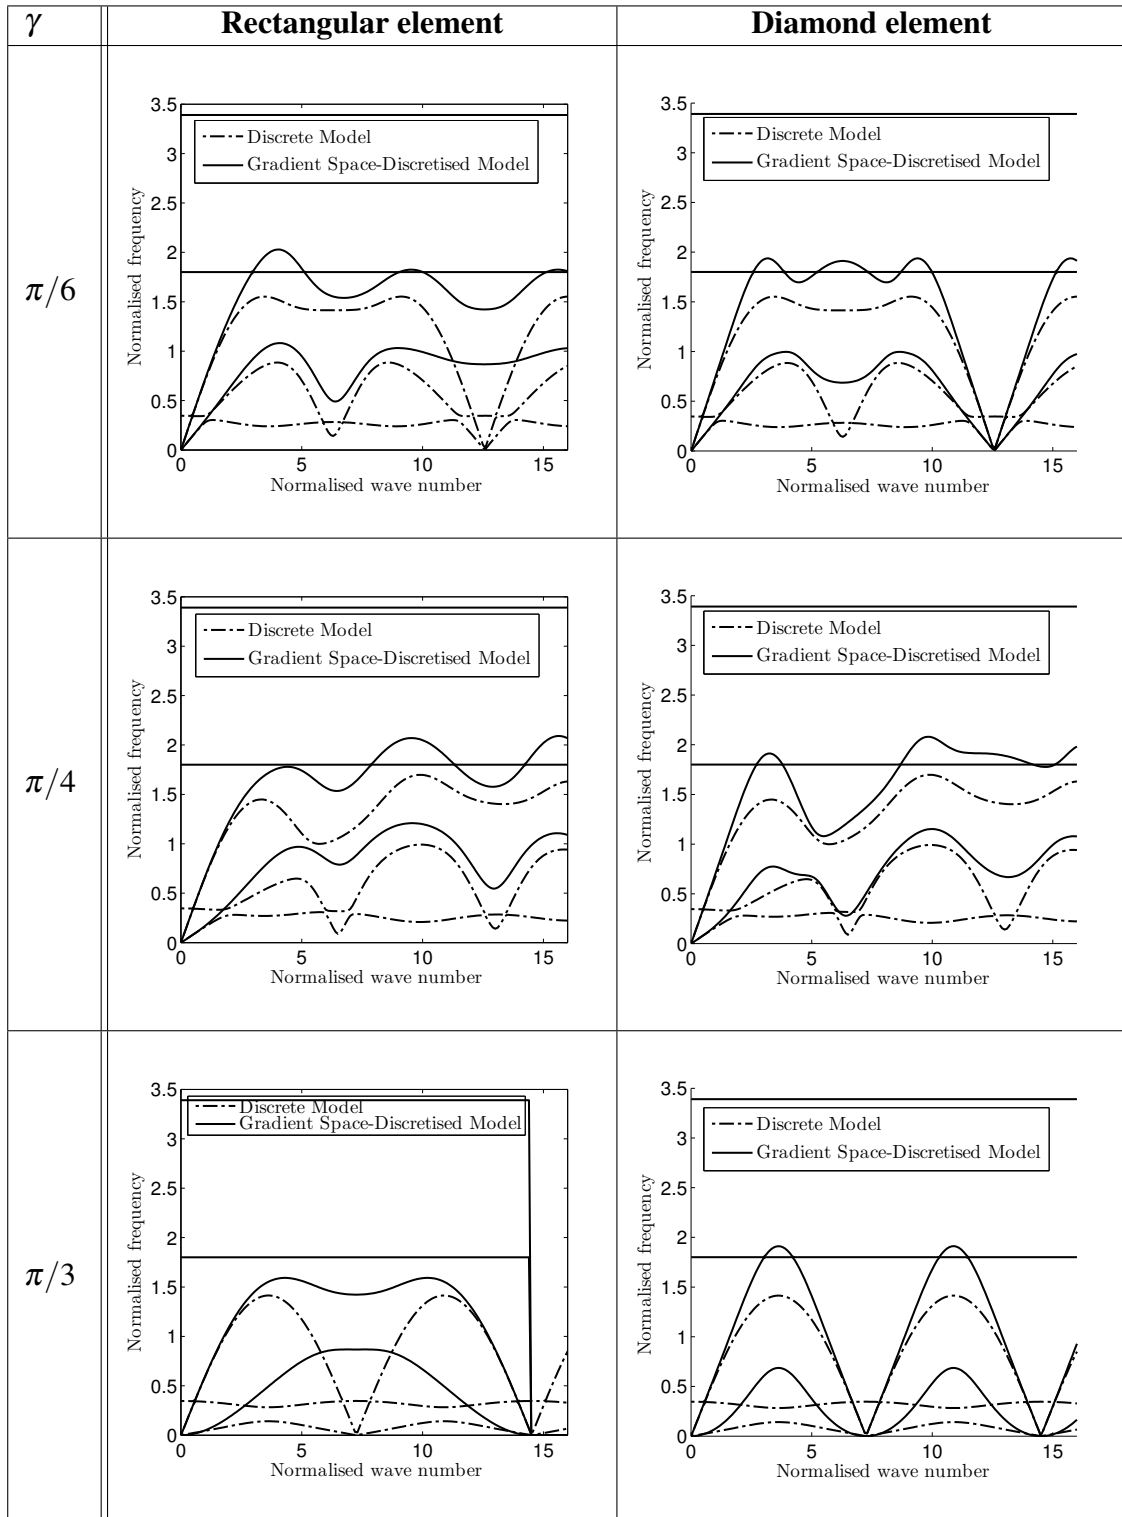 γ Rectangular element Diamond element
π/6
3.5
3
2.5
2
1.5
1
0.5
0
0 5 10 15
Normalised frequency
Normalised wave number
Discrete Model
Gradient Space-Discretised Model
3.5
3
2.5
2
1.5
1
0.5
0
0 5 10 15
Normalised frequency
Normalised wave number
Discrete Model
Gradient Space-Discretised Model
π/4
3.5
3
2.5
2
1.5
1
0.5
0
0 5 10 15
Normalised frequency
Normalised wave number
Discrete Model
Gradient Space-Discretised Model
3.5
3
2.5
2
1.5
1
0.5
0
0 5 10 15
Normalised frequency
Normalised wave number
Discrete Model
Gradient Space-Discretised Model
π/3
3.5
3
2.5
2
1.5
1
0.5
0
0 5 10 15
Normalised frequency
Normalised wave number
Discrete Model
Gradient Space-Discretised Model
3.5
3
2.5
2
1.5
1
0.5
0
0 5 10 15
Normalised frequency
Normalised wave number
Discrete Model
Gradient Space-Discretised Model